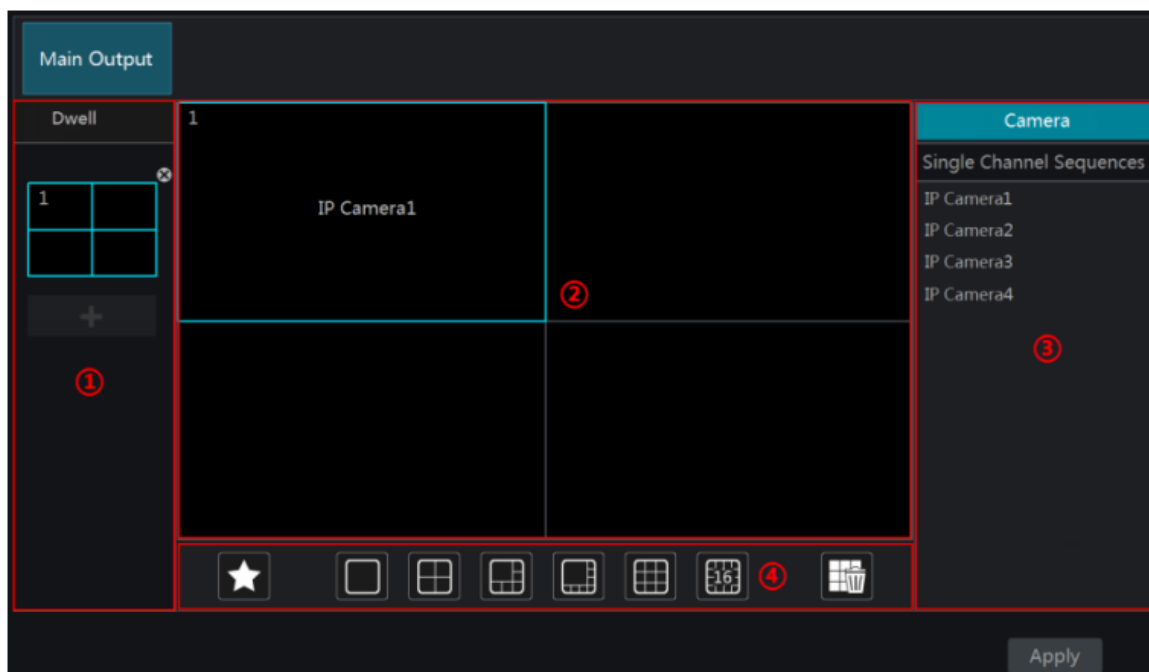 Main Output
Dwell
1
Camera
Single Channel Sequences
1
IP Camera1
IP Camera1
IP Camera2
IP Camera3
IP Camera4
②
①
③
16
④
Apply